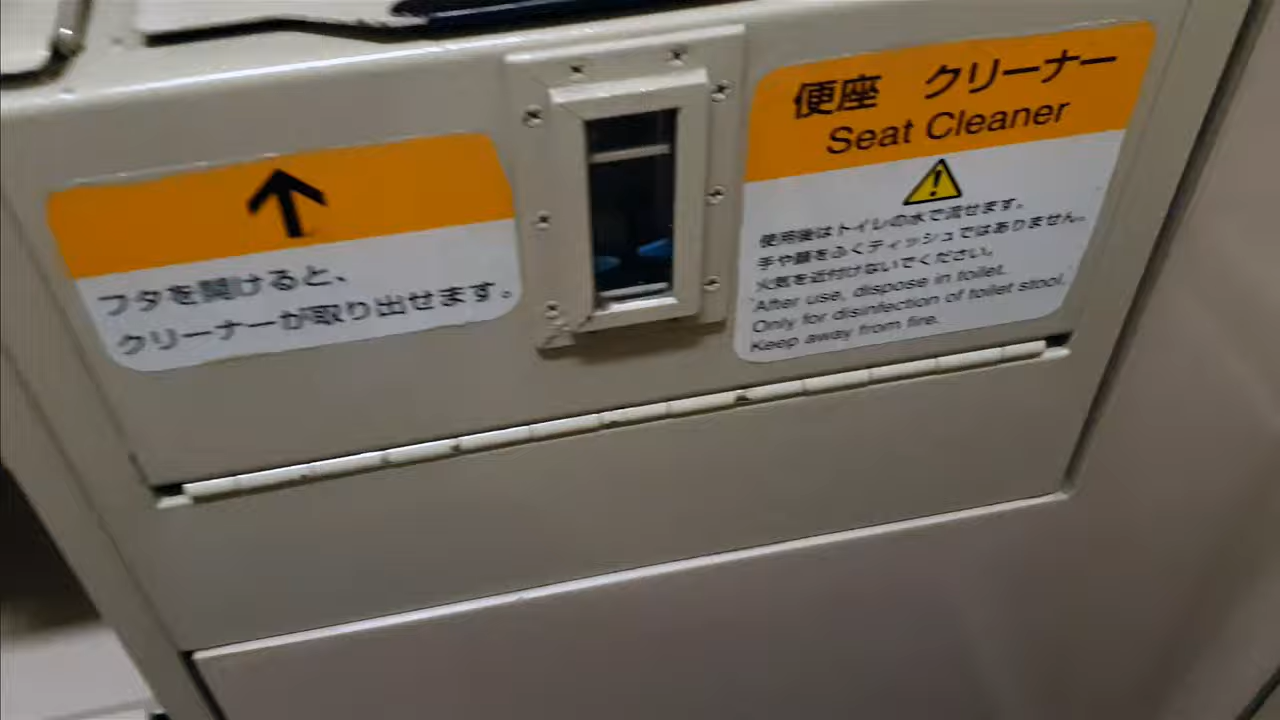 フタを開けると、
クリーナーが取り出せます。
便座 クリーナー
Seat Cleaner
使用後はトイレの水で流せます。
手や顔をふくティッシュではありません。
火気を近付けないでください。
After use, dispose in toilet.
Only for disinfection of toilet stool.
Keep away from fire.